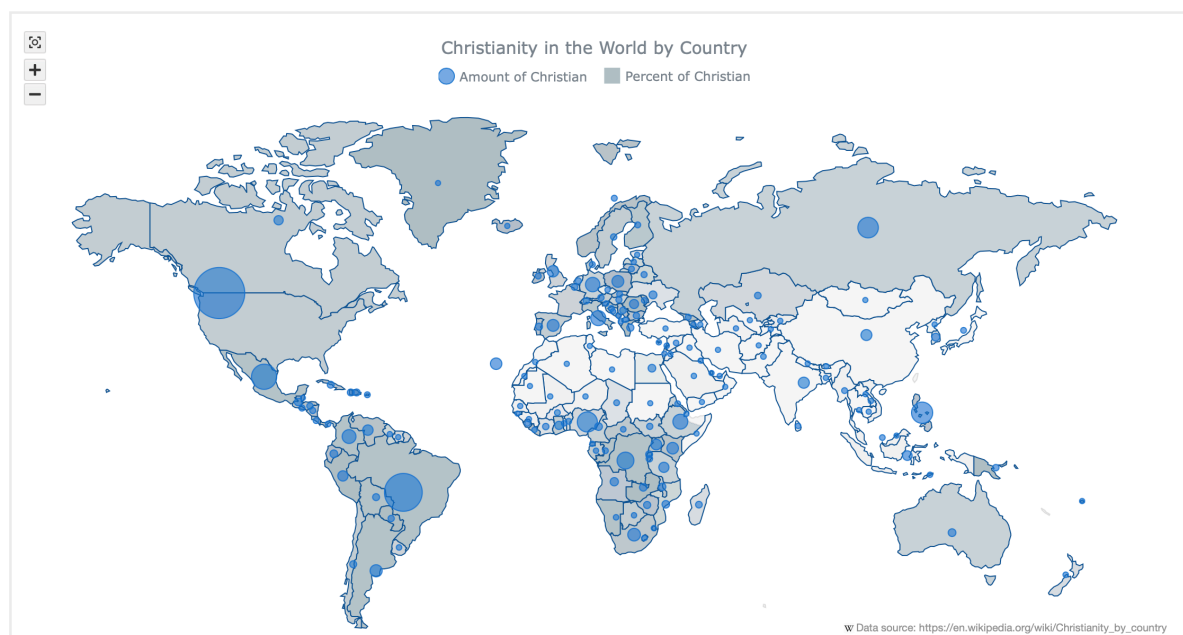 Christianity in the World by Country
Amount of Christian Percent of Christian
W Data source: https://en.wikipedia.org/wiki/Christianity_by_country